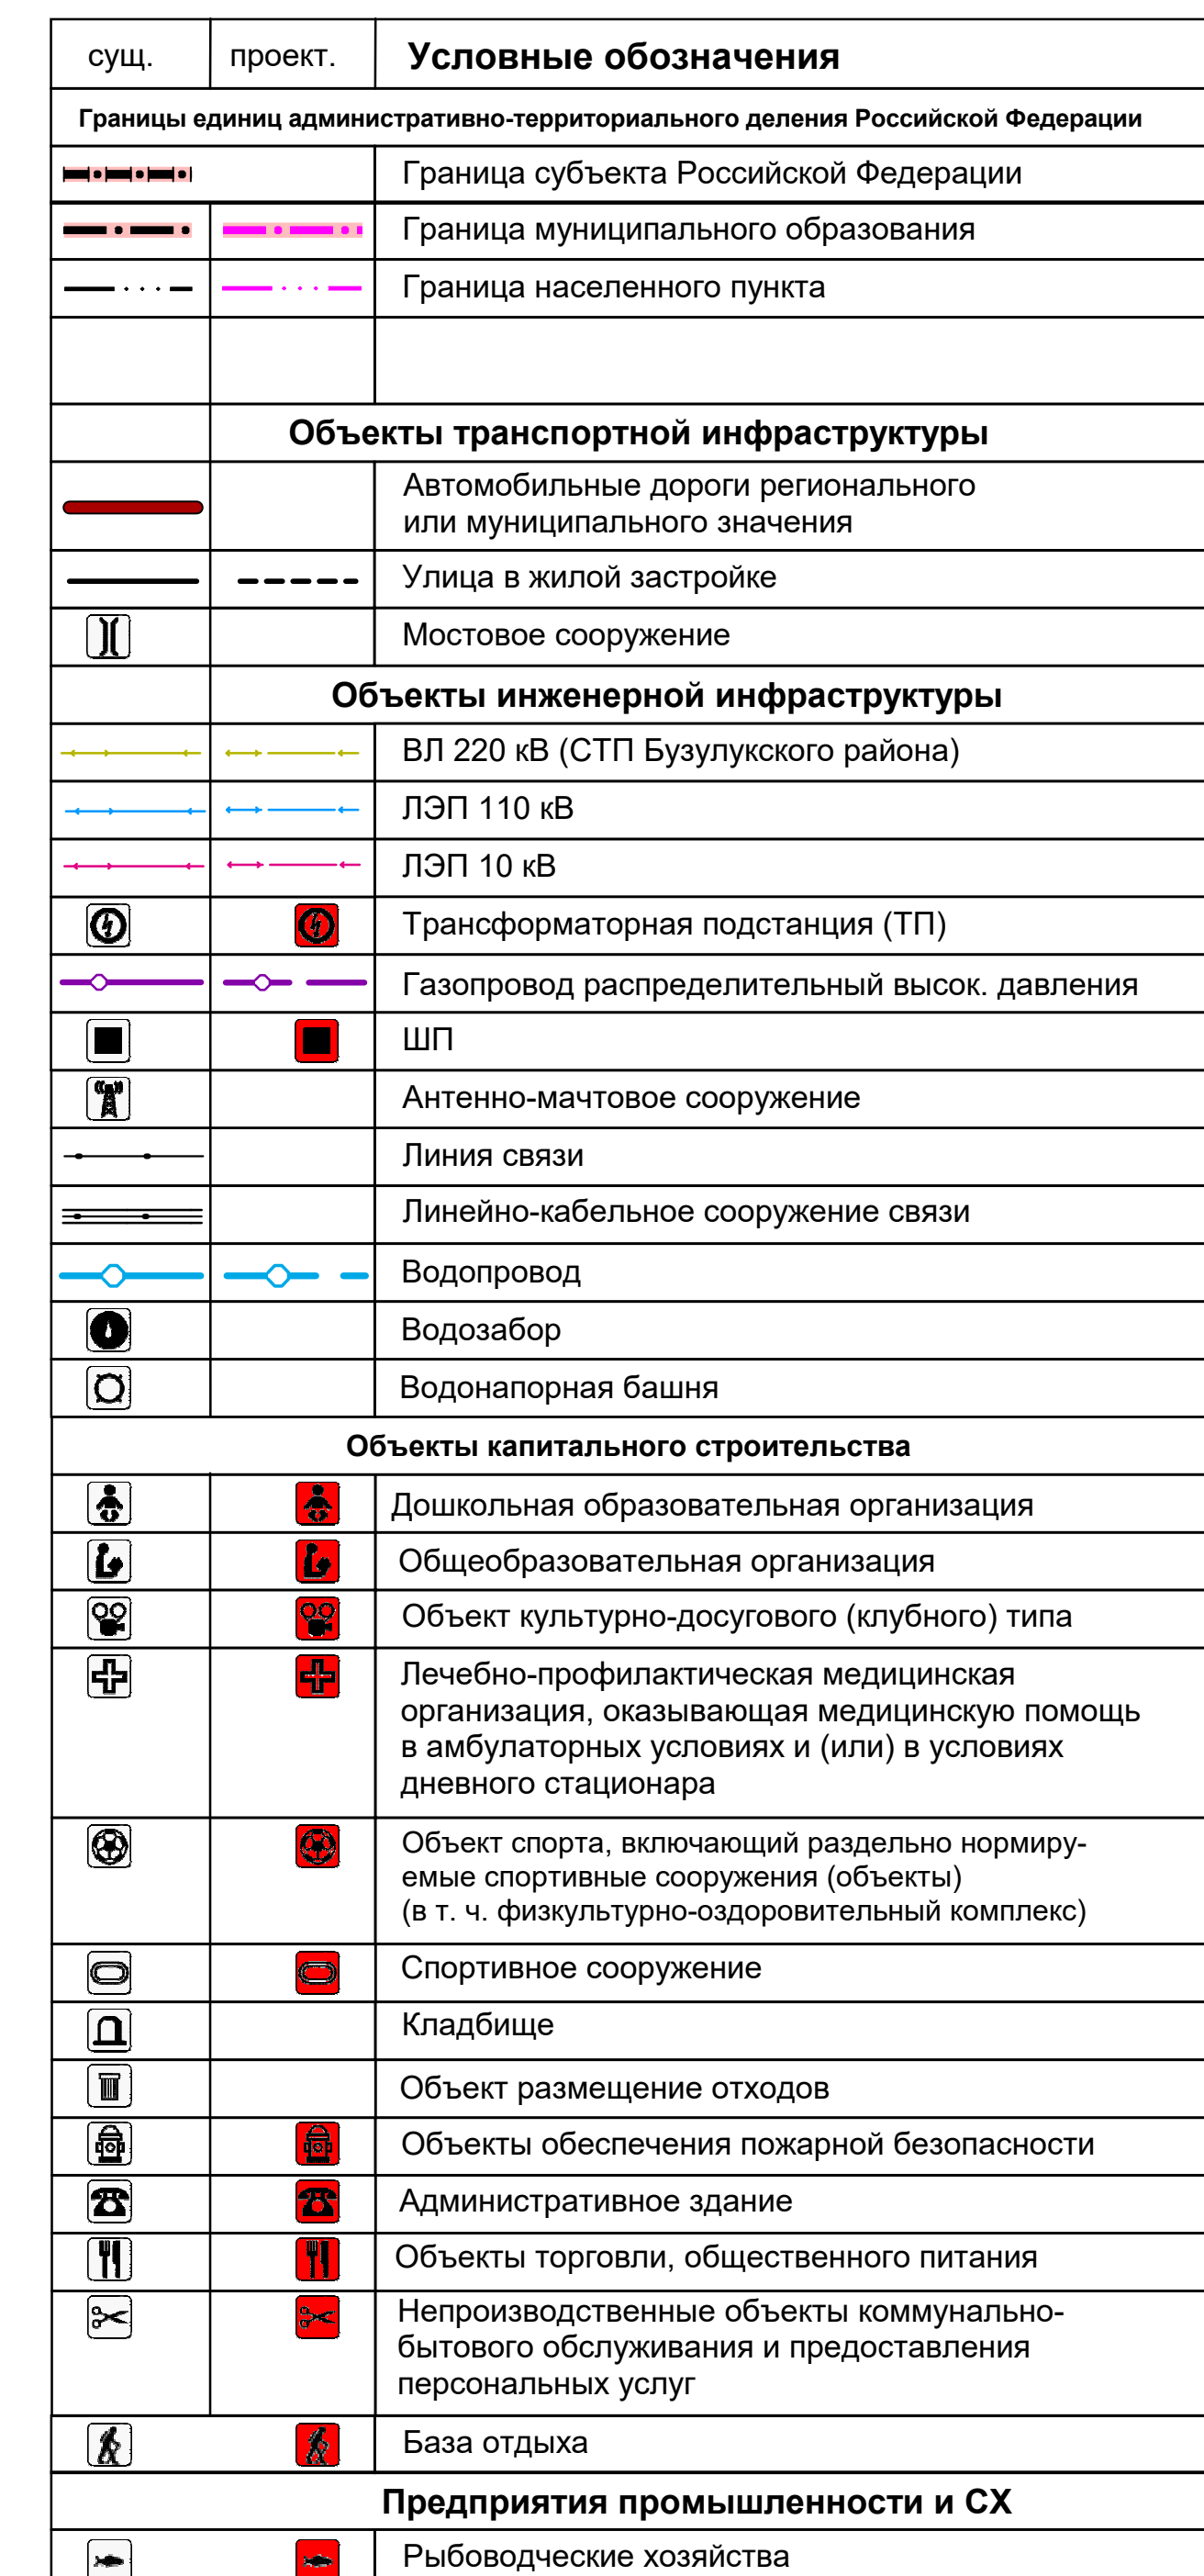 сущ. проект. Условные обозначения
Границы единиц административно-территориального деления Российской Федерации
Граница субъекта Российской Федерации
Граница муниципального образования
Граница населенного пункта
Объекты транспортной инфраструктуры
Автомобильные дороги регионального
или муниципального значения
Улица в жилой застройке
Мостовое сооружение
Объекты инженерной инфраструктуры
ВЛ 220 кВ (СТП Бузулукского района)
ЛЭП 110 кВ
ЛЭП 10 кВ
Трансформаторная подстанция (ТП)
Газопровод распределительный высок. давления
ШП
Антенно-мачтовое сооружение
Линия связи
Линейно-кабельное сооружение связи
Водопровод
Водозабор
Водонапорная башня
Объекты капитального строительства
Дошкольная образовательная организация
Общеобразовательная организация
Объект культурно-досугового (клубного) типа
Лечебно-профилактическая медицинская
организация, оказывающая медицинскую помощь
в амбулаторных условиях и (или) в условиях
дневного стационара
Объект спорта, включающий раздельно нормиру-
емые спортивные сооружения (объекты)
(в т. ч. физкультурно-оздоровительный комплекс)
Спортивное сооружение
Кладбище
Объект размещение отходов
Объекты обеспечения пожарной безопасности
Административное здание
Объекты торговли, общественного питания
Непроизводственные объекты коммунально-
бытового обслуживания и предоставления
персональных услуг
База отдыха
Предприятия промышленности и СХ
Рыбоводческие хозяйства